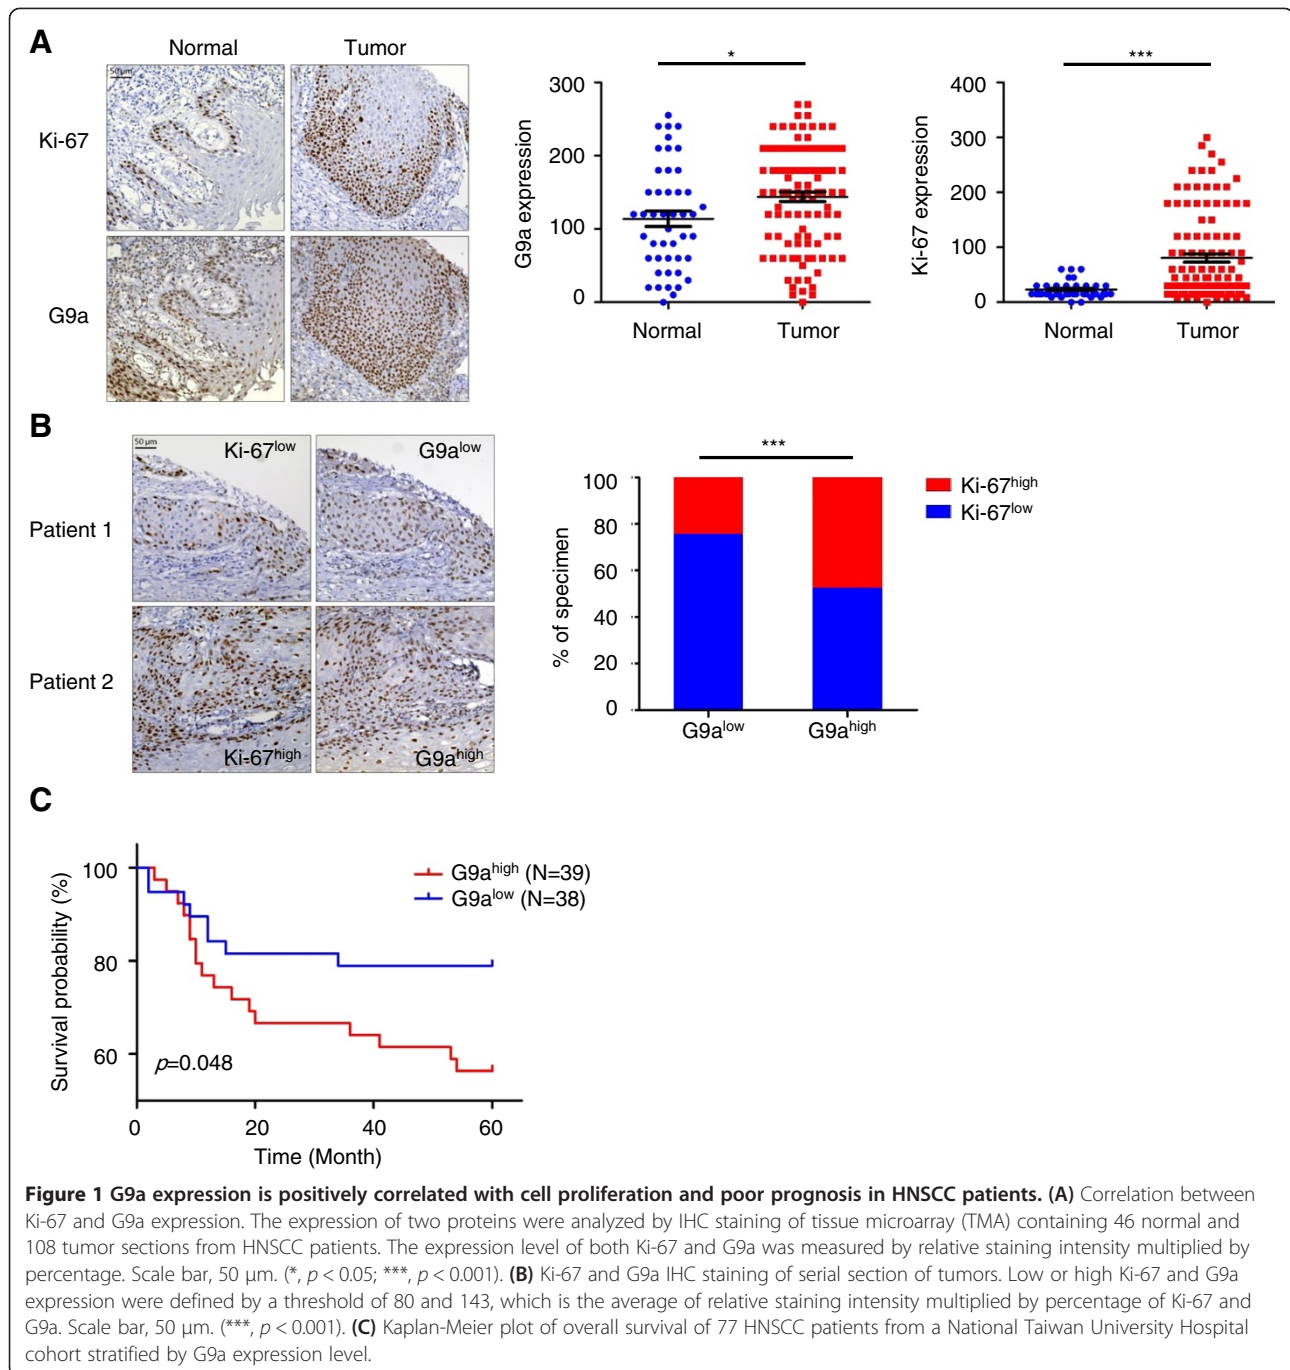 A
Normal
Tumor
50 µm
Ki-67
G9a
*
G9a expression
300
200
100
0
Normal
Tumor
***
Ki-67 expression
400
300
200
100
0
Normal
Tumor
B
50 µm
Ki-67low
G9alow
Patient 1
Patient 2
Ki-67high
G9ahigh
***
% of specimen
100
80
60
40
20
0
G9alow
G9ahigh
Ki-67high
Ki-67low
C
Survival probability (%)
100
80
60
G9ahigh (N=39)
G9alow (N=38)
p=0.048
0
20
40
60
Time (Month)
Figure 1 G9a expression is positively correlated with cell proliferation and poor prognosis in HNSCC patients. (A) Correlation between
Ki-67 and G9a expression. The expression of two proteins were analyzed by IHC staining of tissue microarray (TMA) containing 46 normal and
108 tumor sections from HNSCC patients. The expression level of both Ki-67 and G9a was measured by relative staining intensity multiplied by
percentage. Scale bar, 50 µm. (*, p < 0.05; ***, p < 0.001). (B) Ki-67 and G9a IHC staining of serial section of tumors. Low or high Ki-67 and G9a
expression were defined by a threshold of 80 and 143, which is the average of relative staining intensity multiplied by percentage of Ki-67 and
G9a. Scale bar, 50 µm. (***, p < 0.001). (C) Kaplan-Meier plot of overall survival of 77 HNSCC patients from a National Taiwan University Hospital
cohort stratified by G9a expression level.